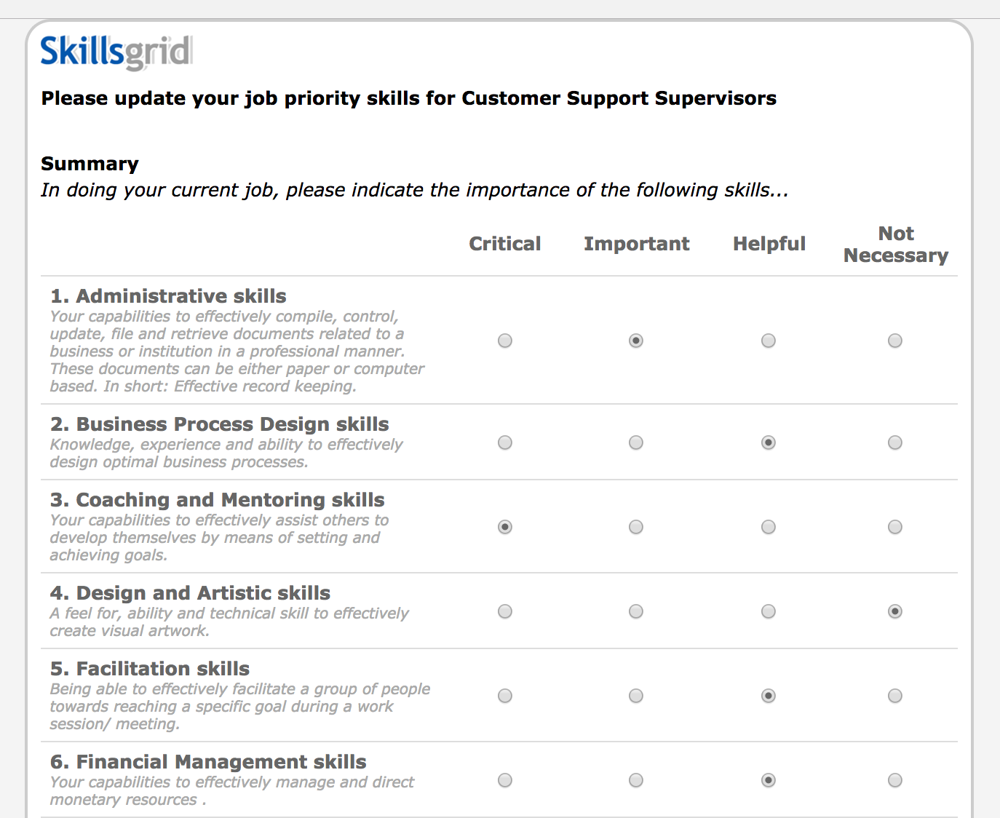 Skillsgrid
Please update your job priority skills for Customer Support Supervisors
Summary
In doing your current job, please indicate the importance of the following skills...
Critical
Important
Helpful
Not
Necessary
1. Administrative skills
Your capabilities to effectively compile, control,
update, file and retrieve documents related to a
business or institution in a professional manner.
These documents can be either paper or computer
based. In short: Effective record keeping.
2. Business Process Design skills
Knowledge, experience and ability to effectively
design optimal business processes.
3. Coaching and Mentoring skills
Your capabilities to effectively assist others to
develop themselves by means of setting and
achieving goals.
4. Design and Artistic skills
A feel for, ability and technical skill to effectively
create visual artwork.
5. Facilitation skills
Being able to effectively facilitate a group of people
towards reaching a specific goal during a work
session/ meeting.
6. Financial Management skills
Your capabilities to effectively manage and direct
monetary resources .